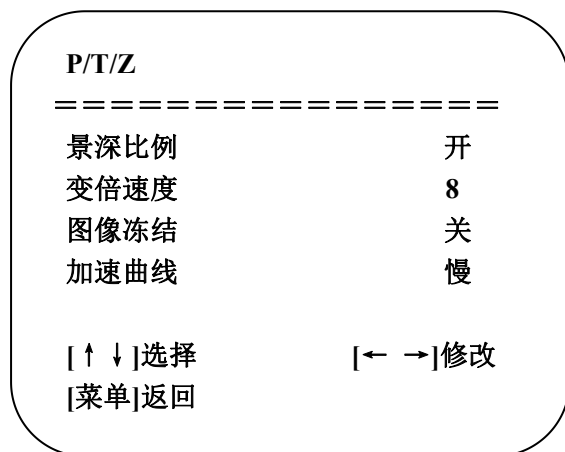 P/T/Z
================
景深比例 开
变倍速度 8
图像冻结 关
加速曲线 慢
[↑ ↓]选择 [← →]修改
[菜单]返回